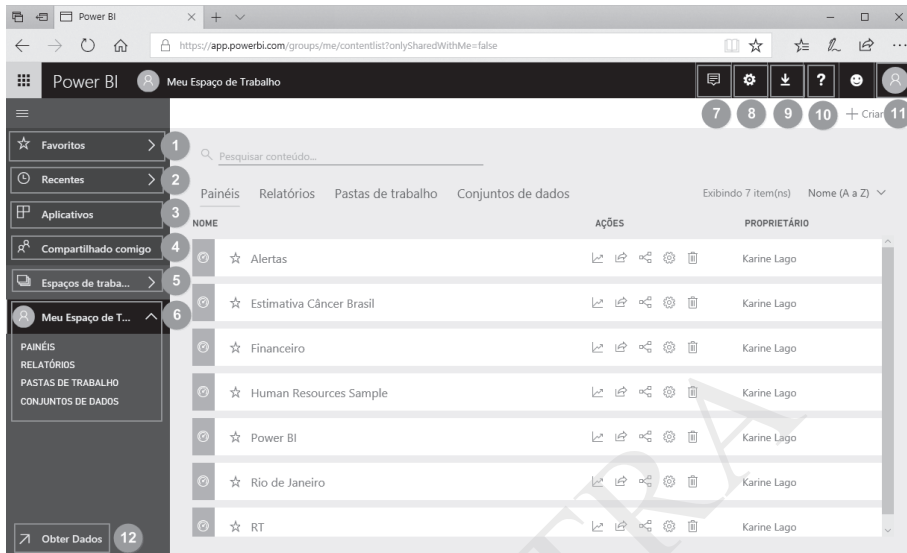 Power BI
https://app.powerbi.com/groups/me/contentlist?onlySharedWithMe=false
Power BI Meu Espaço de Trabalho
7 8 9 10 Criar 11
Favoritos 1
Recentes 2
Aplicativos 3
Compartilhado comigo 4
Espaços de traba... 5
Meu Espaço de T... 6
PAINÉIS
RELATÓRIOS
PASTAS DE TRABALHO
CONJUNTOS DE DADOS
Obter Dados 12
Pesquisar conteúdo...
Painéis Relatórios Pastas de trabalho Conjuntos de dados Exibindo 7 item(ns) Nome (A a Z)
NOME AÇÕES PROPRIETÁRIO
Alertas Karine Lago
Estimativa Câncer Brasil Karine Lago
Financeiro Karine Lago
Human Resources Sample Karine Lago
Power BI Karine Lago
Rio de Janeiro Karine Lago
RT Karine Lago
TRA